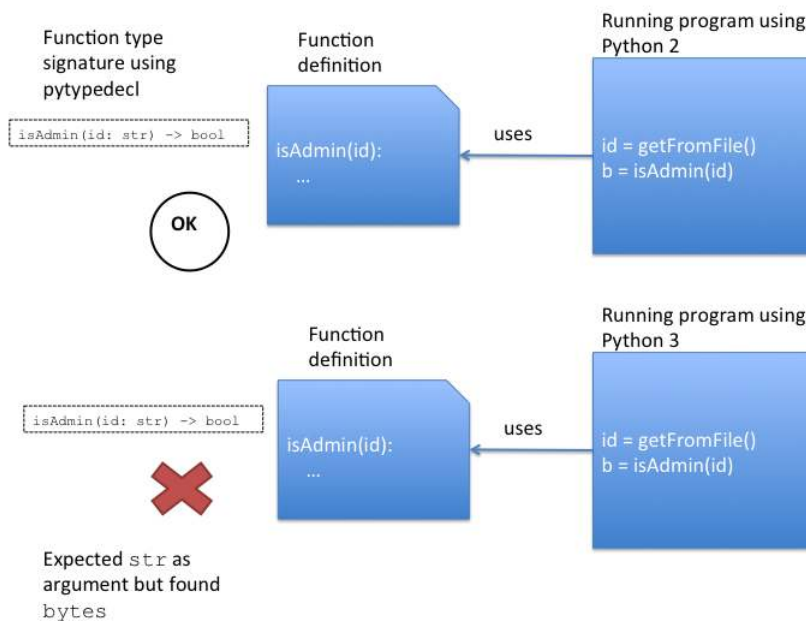 Function type
signature using
pytypedecl
isAdmin(id: str) -> bool
OK
Function
definition
isAdmin(id):
...
uses
Running program using
Python 2
id = getFromFile()
b = isAdmin(id)
isAdmin(id: str) -> bool
Expected str as
argument but found
bytes
Function
definition
isAdmin(id):
...
uses
Running program using
Python 3
id = getFromFile()
b = isAdmin(id)